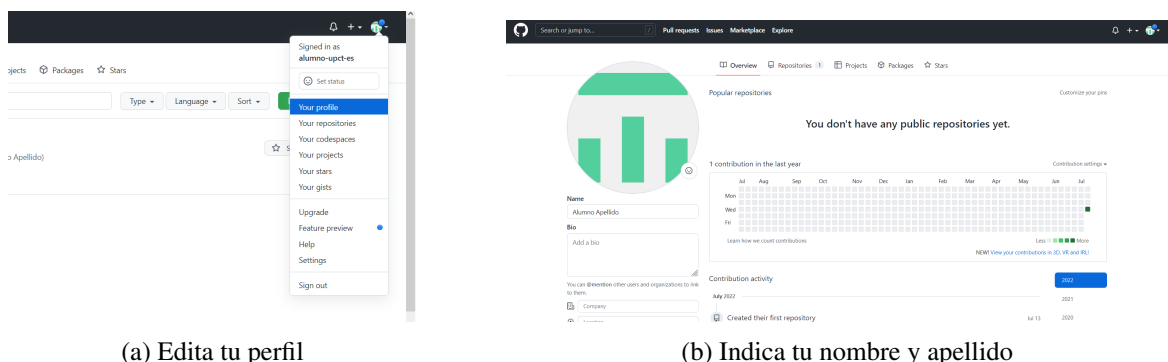 Signed in as
alumno-upct-es
Set status
Your profile
Your repositories
Your codespaces
Your projects
Your stars
Your gists
Upgrade
Feature preview
Help
Settings
Sign out
Packages
Stars
Type
Language
Sort
Apellido)
(a) Edita tu perfil
Search or jump to...
/
Pull requests Issues Marketplace Explore
Overview Repositories 1 Projects Packages Stars
Popular repositories
Customize your pins
You don't have any public repositories yet.
1 contribution in the last year
Contribution settings
Jul Aug Sep Oct Nov Dec Jan Feb Mar Apr May Jun Jul
Mon
Wed
Fri
Learn how we count contributions
Less More
NEW! View your contributions in 3D, VR and IRL!
Name
Alumno Apellido
Bio
Add a bio
You can @mention other users and organizations to link
to them.
Company
Contribution activity
2022
2021
2020
July 2022
Created their first repository
Jul 13
(b) Indica tu nombre y apellido